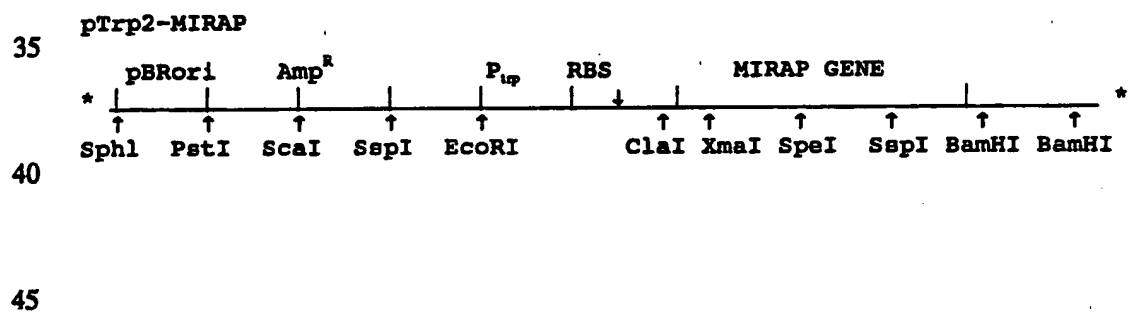 pTrp2-MIRAP
35
pBRori Amp^R P_trp RBS MIRAP GENE
* *
Sphl PstI ScaI SspI EcoRI ClaI XmaI SpeI SspI BamHI BamHI
40
45